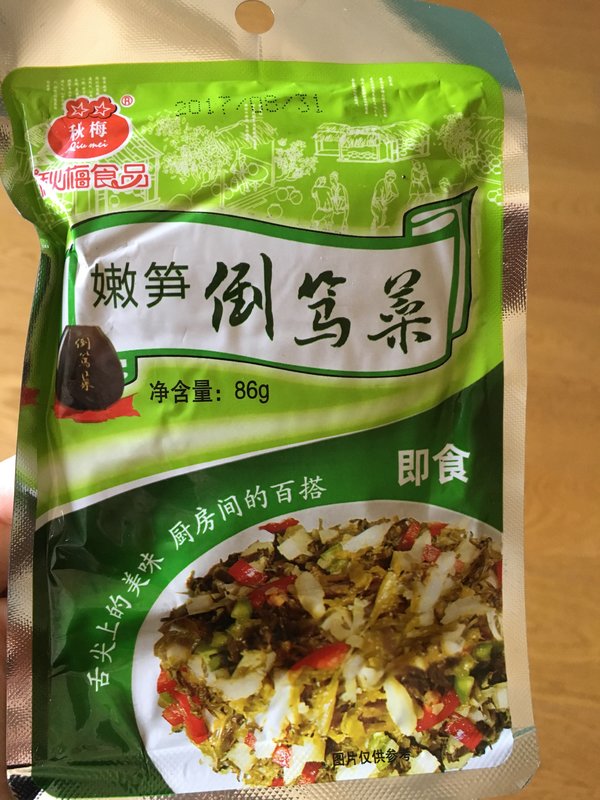 2017/08/31
秋梅®
Qiu mei
秋梅食品
嫩笋 倒笃菜
倒笃菜
净含量：86g
即食
舌尖上的美味 厨房间的百搭
图片仅供参考